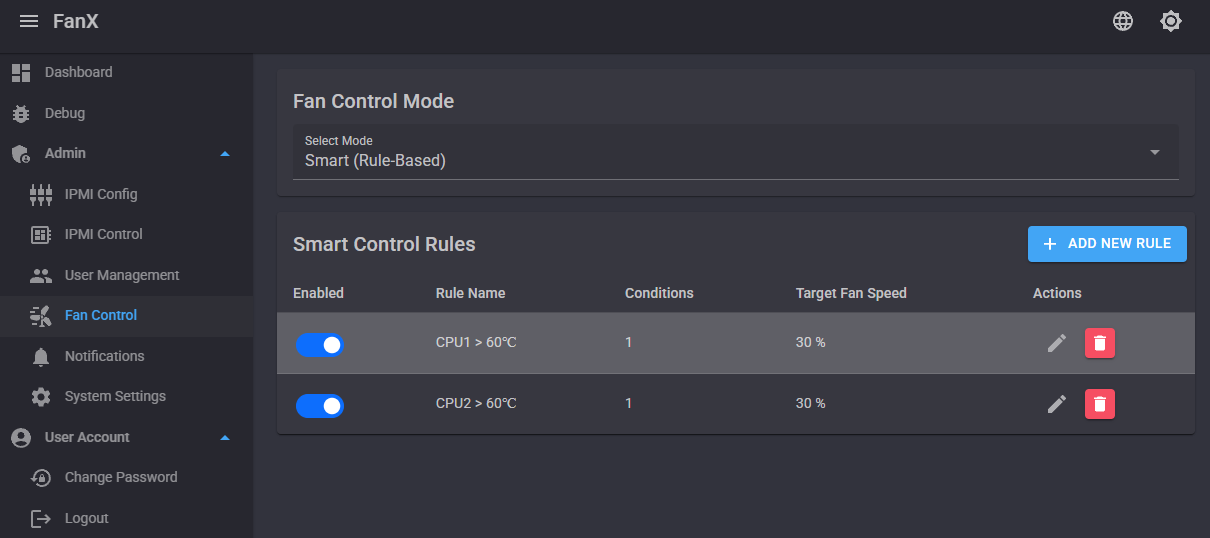 FanX
Dashboard
Debug
Admin
IPMI Config
IPMI Control
User Management
Fan Control
Notifications
System Settings
User Account
Change Password
Logout
Fan Control Mode
Select Mode
Smart (Rule-Based)
Smart Control Rules
ADD NEW RULE
Enabled Rule Name Conditions Target Fan Speed Actions
CPU1 > 60℃ 1 30 %
CPU2 > 60℃ 1 30 %